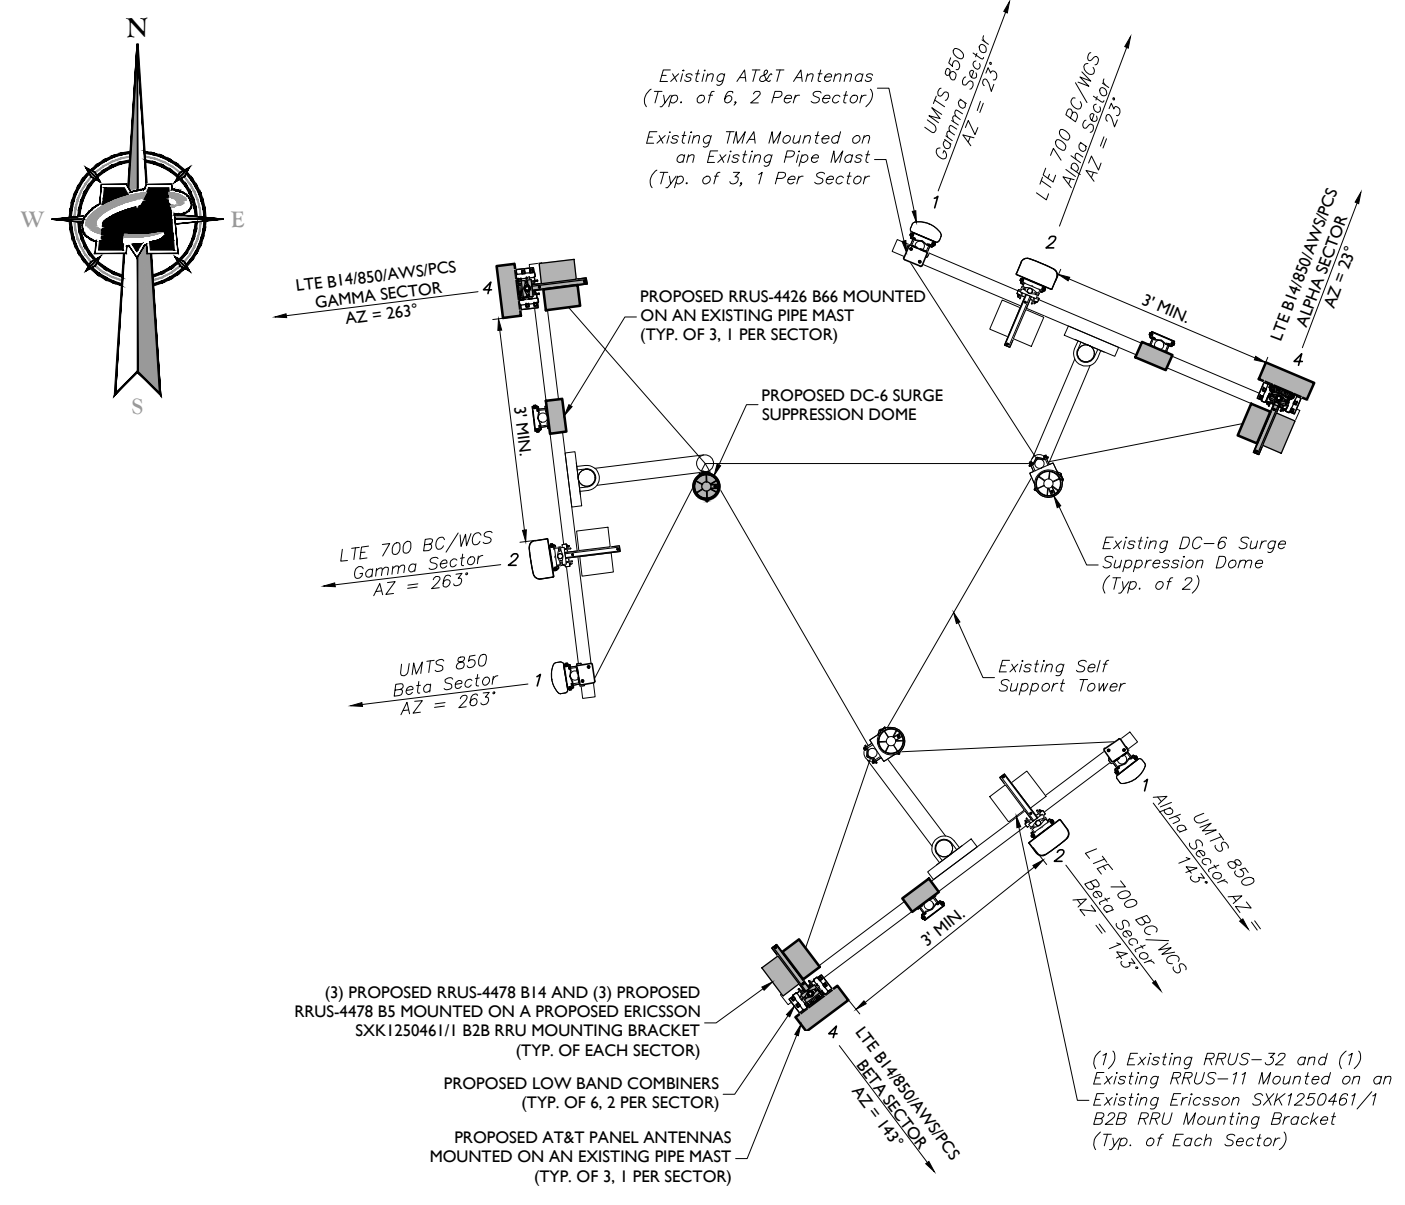 N
W
E
S
Existing AT&T Antennas
(Typ. of 6, 2 Per Sector)
Existing TMA Mounted on
an Existing Pipe Mast
(Typ. of 3, 1 Per Sector
UMTS 850
Gamma Sector
AZ = 23°
1
LTE 700 BC/WCS
Alpha Sector
AZ = 23°
2
LTE B14/850/AWS/PCS
ALPHA SECTOR
AZ = 23°
4
3' MIN.
LTE B14/850/AWS/PCS
GAMMA SECTOR
AZ = 263°
4
PROPOSED RRUS-4426 B66 MOUNTED
ON AN EXISTING PIPE MAST
(TYP. OF 3, 1 PER SECTOR)
PROPOSED DC-6 SURGE
SUPPRESSION DOME
3' MIN.
LTE 700 BC/WCS
Gamma Sector
AZ = 263°
2
Existing DC-6 Surge
Suppression Dome
(Typ. of 2)
UMTS 850
Beta Sector
AZ = 263°
1
Existing Self
Support Tower
1
UMTS 850
Alpha Sector AZ =
143°
2
LTE 700 BC/WCS
Beta Sector
AZ = 143°
3' MIN.
(3) PROPOSED RRUS-4478 B14 AND (3) PROPOSED
RRUS-4478 B5 MOUNTED ON A PROPOSED ERICSSON
SXK1250461/1 B2B RRU MOUNTING BRACKET
(TYP. OF EACH SECTOR)
PROPOSED LOW BAND COMBINERS
(TYP. OF 6, 2 PER SECTOR)
PROPOSED AT&T PANEL ANTENNAS
MOUNTED ON AN EXISTING PIPE MAST
(TYP. OF 3, 1 PER SECTOR)
4
LTE B14/850/AWS/PCS
BETA SECTOR
AZ = 143°
(1) Existing RRUS-32 and (1)
Existing RRUS-11 Mounted on an
Existing Ericsson SXK1250461/1
B2B RRU Mounting Bracket
(Typ. of Each Sector)